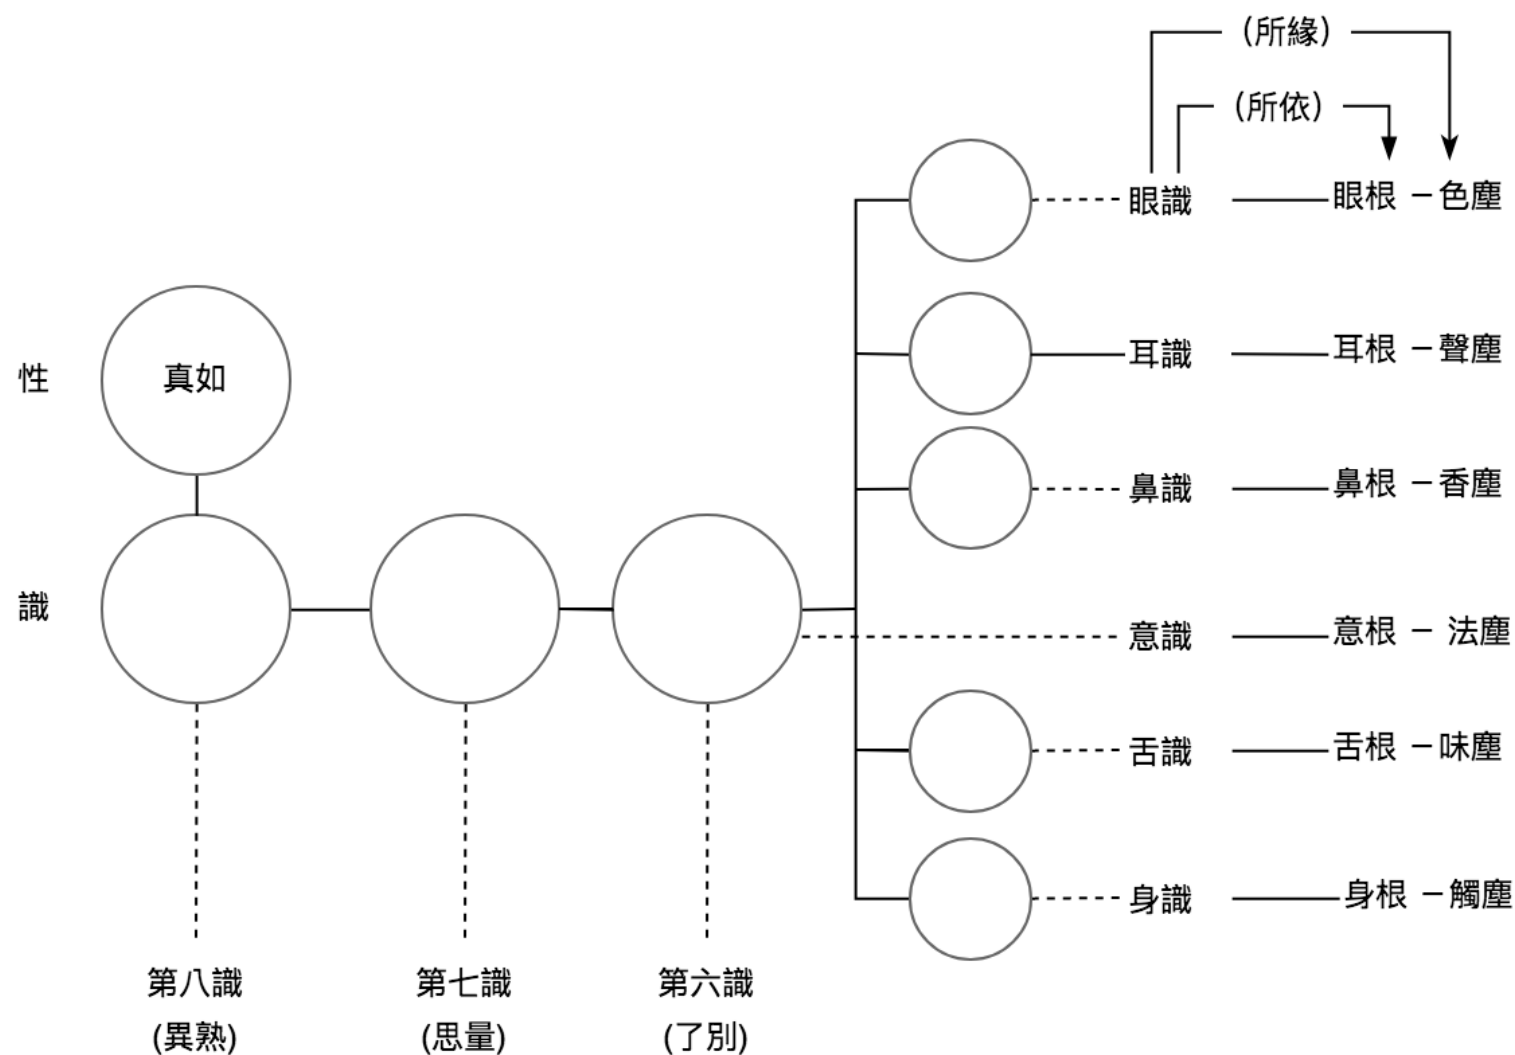 (所緣)
(所依)
眼識 眼根 – 色塵
性 真如
耳識 耳根 – 聲塵
鼻識 鼻根 – 香塵
識
意識 意根 – 法塵
舌識 舌根 – 味塵
身識 身根 – 觸塵
第八識 第七識 第六識
(異熟) (思量) (了別)